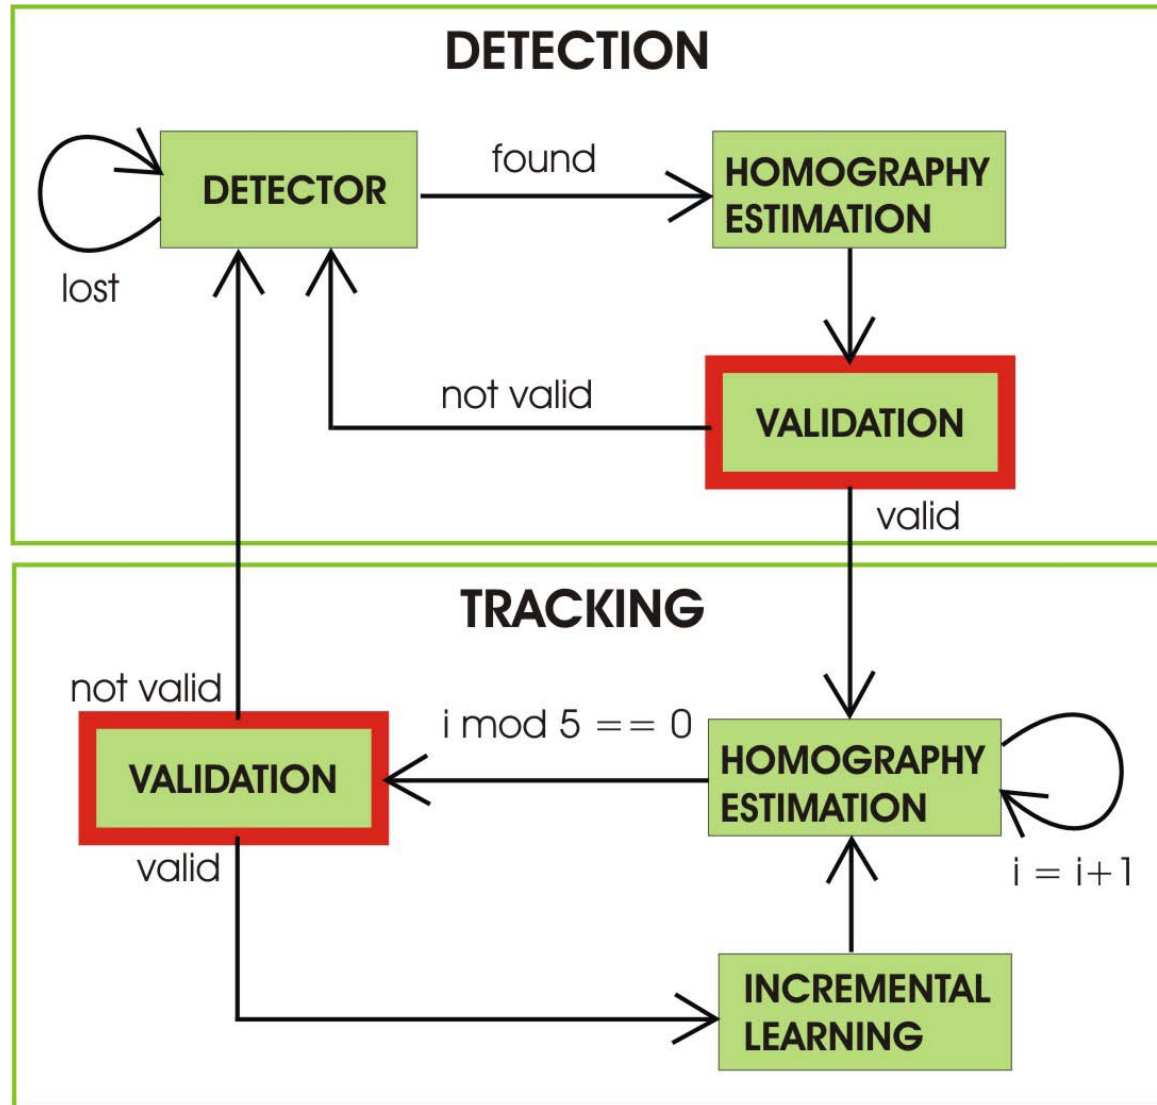 DETECTION
found
DETECTOR
HOMOGRAPHY
ESTIMATION
lost
not valid
VALIDATION
valid
TRACKING
not valid
i mod 5 == 0
VALIDATION
HOMOGRAPHY
ESTIMATION
valid
i = i+1
INCREMENTAL
LEARNING